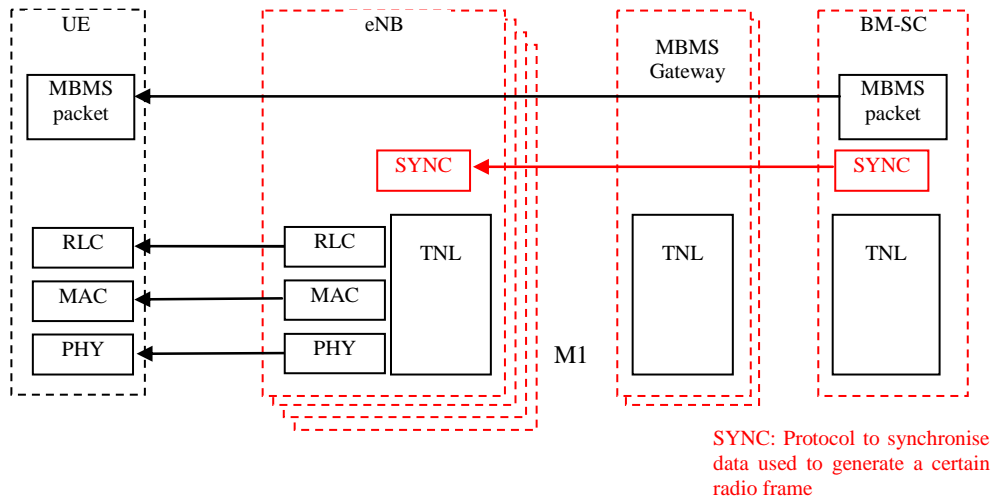 UE
eNB
MBMS
Gateway
BM-SC
MBMS
packet
MBMS
packet
SYNC
SYNC
RLC
RLC
TNL
TNL
TNL
MAC
MAC
PHY
PHY
M1
SYNC: Protocol to synchronise
data used to generate a certain
radio frame